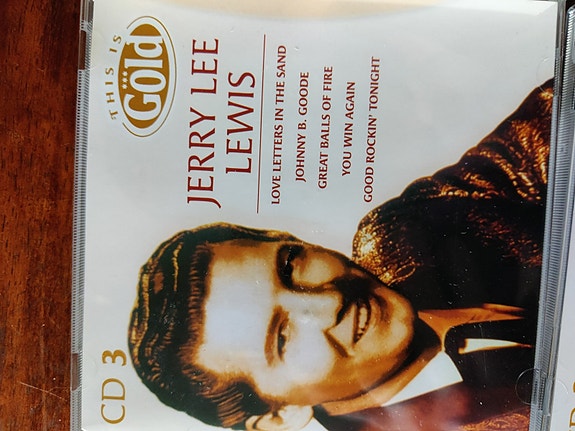 THIS IS
Gold
JERRY LEE
LEWIS
LOVE LETTERS IN THE SAND
JOHNNY B. GOODE
GREAT BALLS OF FIRE
YOU WIN AGAIN
GOOD ROCKIN' TONIGHT
CD 3